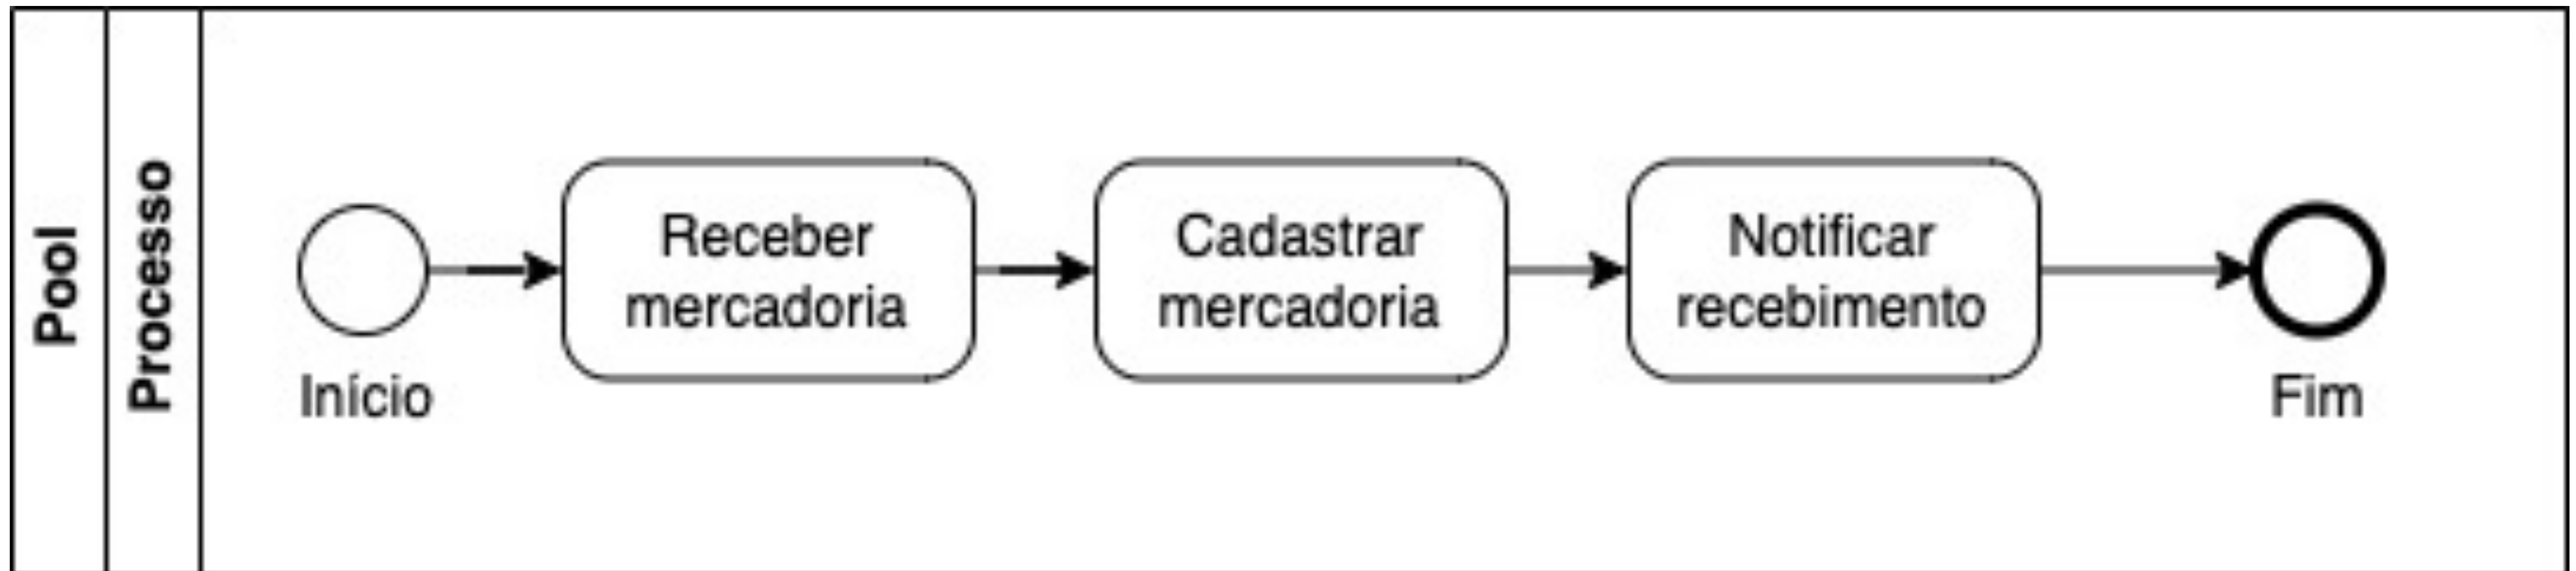 Pool
Processo
Início
Receber
mercadoria
Cadastrar
mercadoria
Notificar
recebimento
Fim